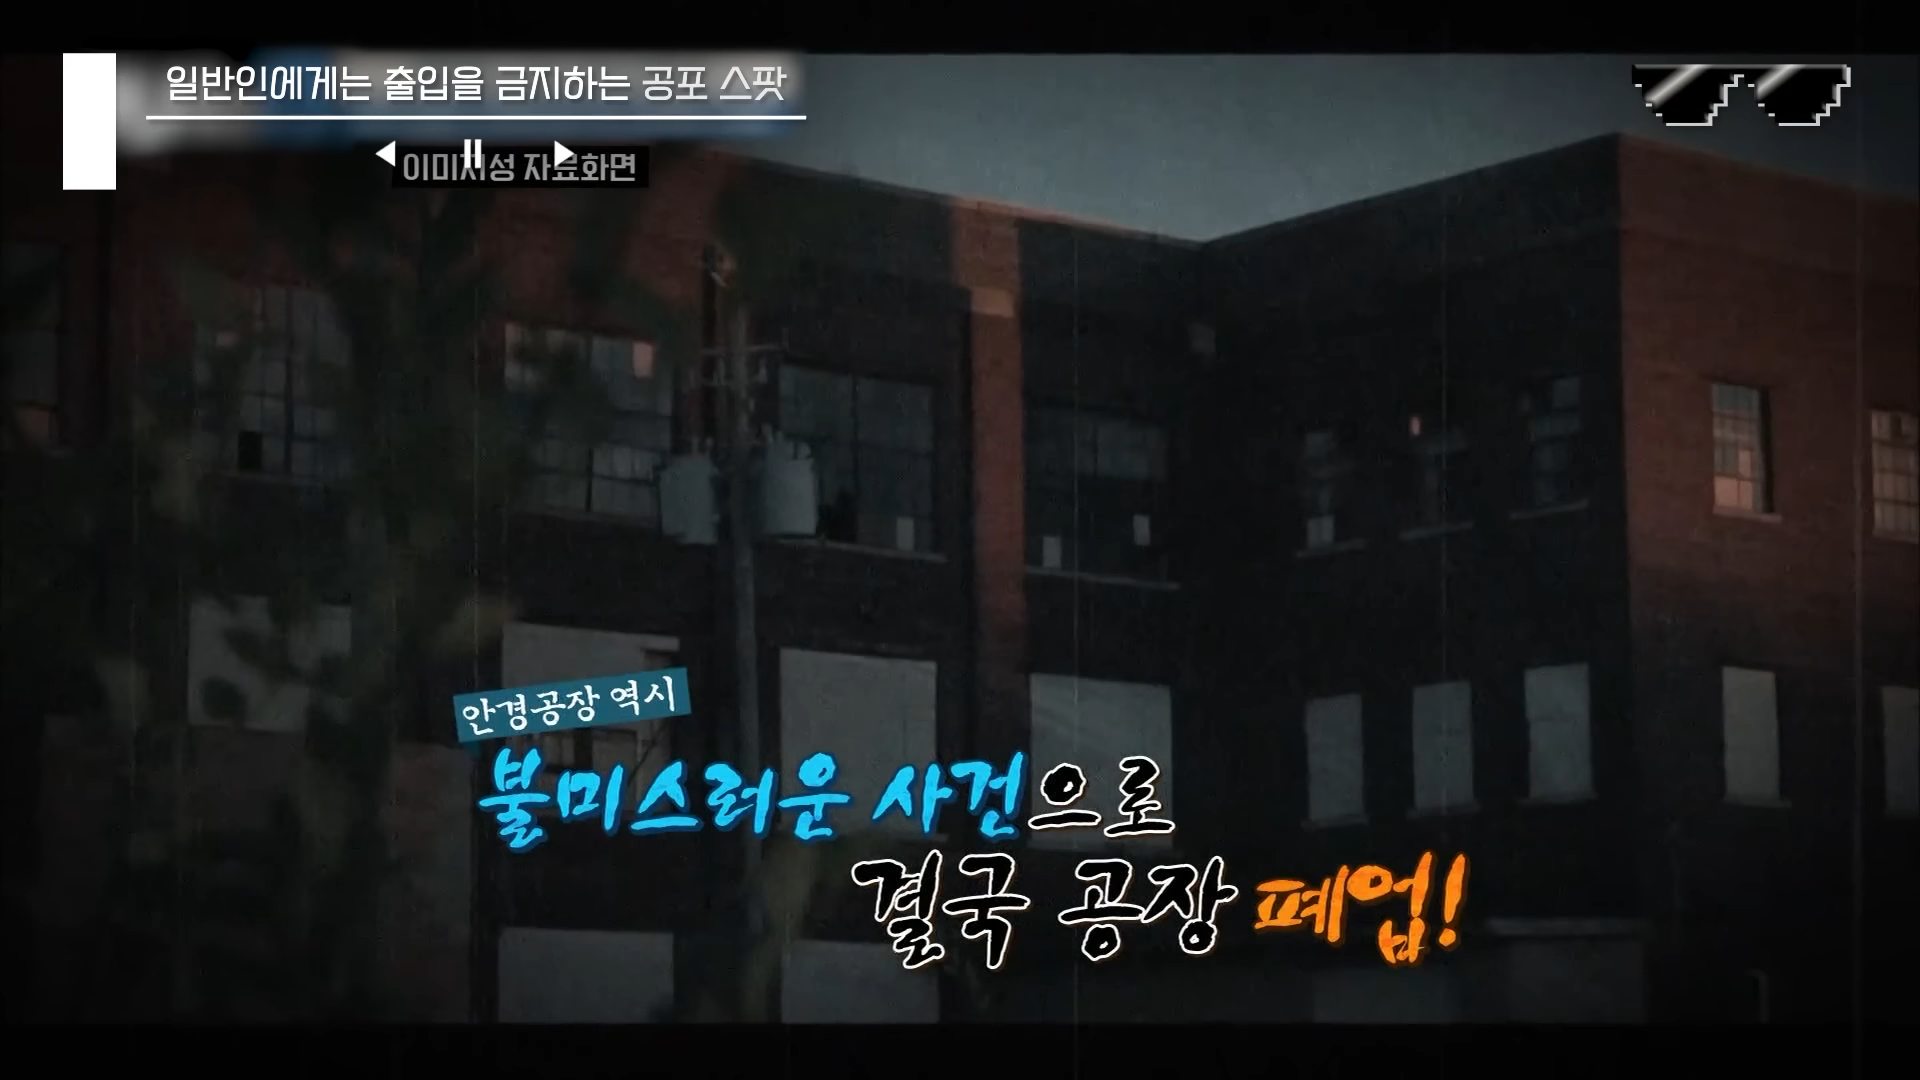 일반인에게는 출입을 금지하는 공포 스팟
이미지성 자료화면
안경공장 역시
불미스러운 사건으로
결국 공장 폐업!